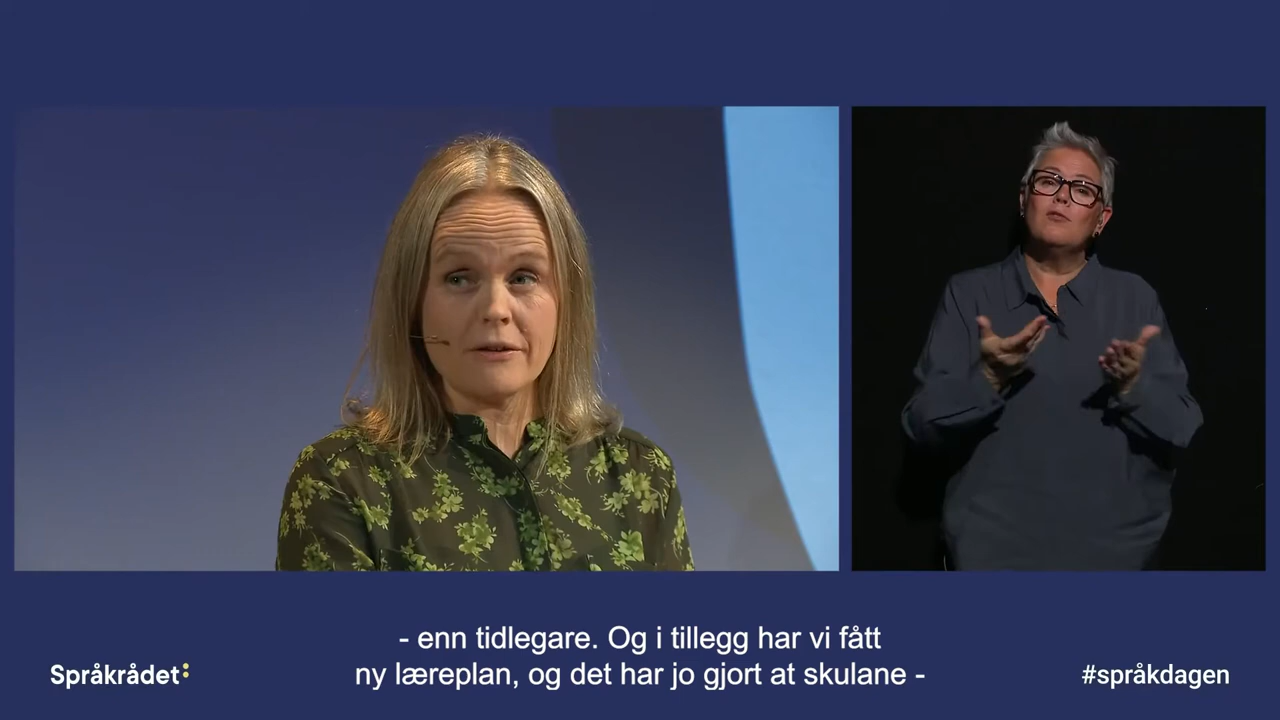 - enn tidlegare. Og i tillegg har vi fått
ny læreplan, og det har jo gjort at skulane -
Språkrådet:
#språkdagen